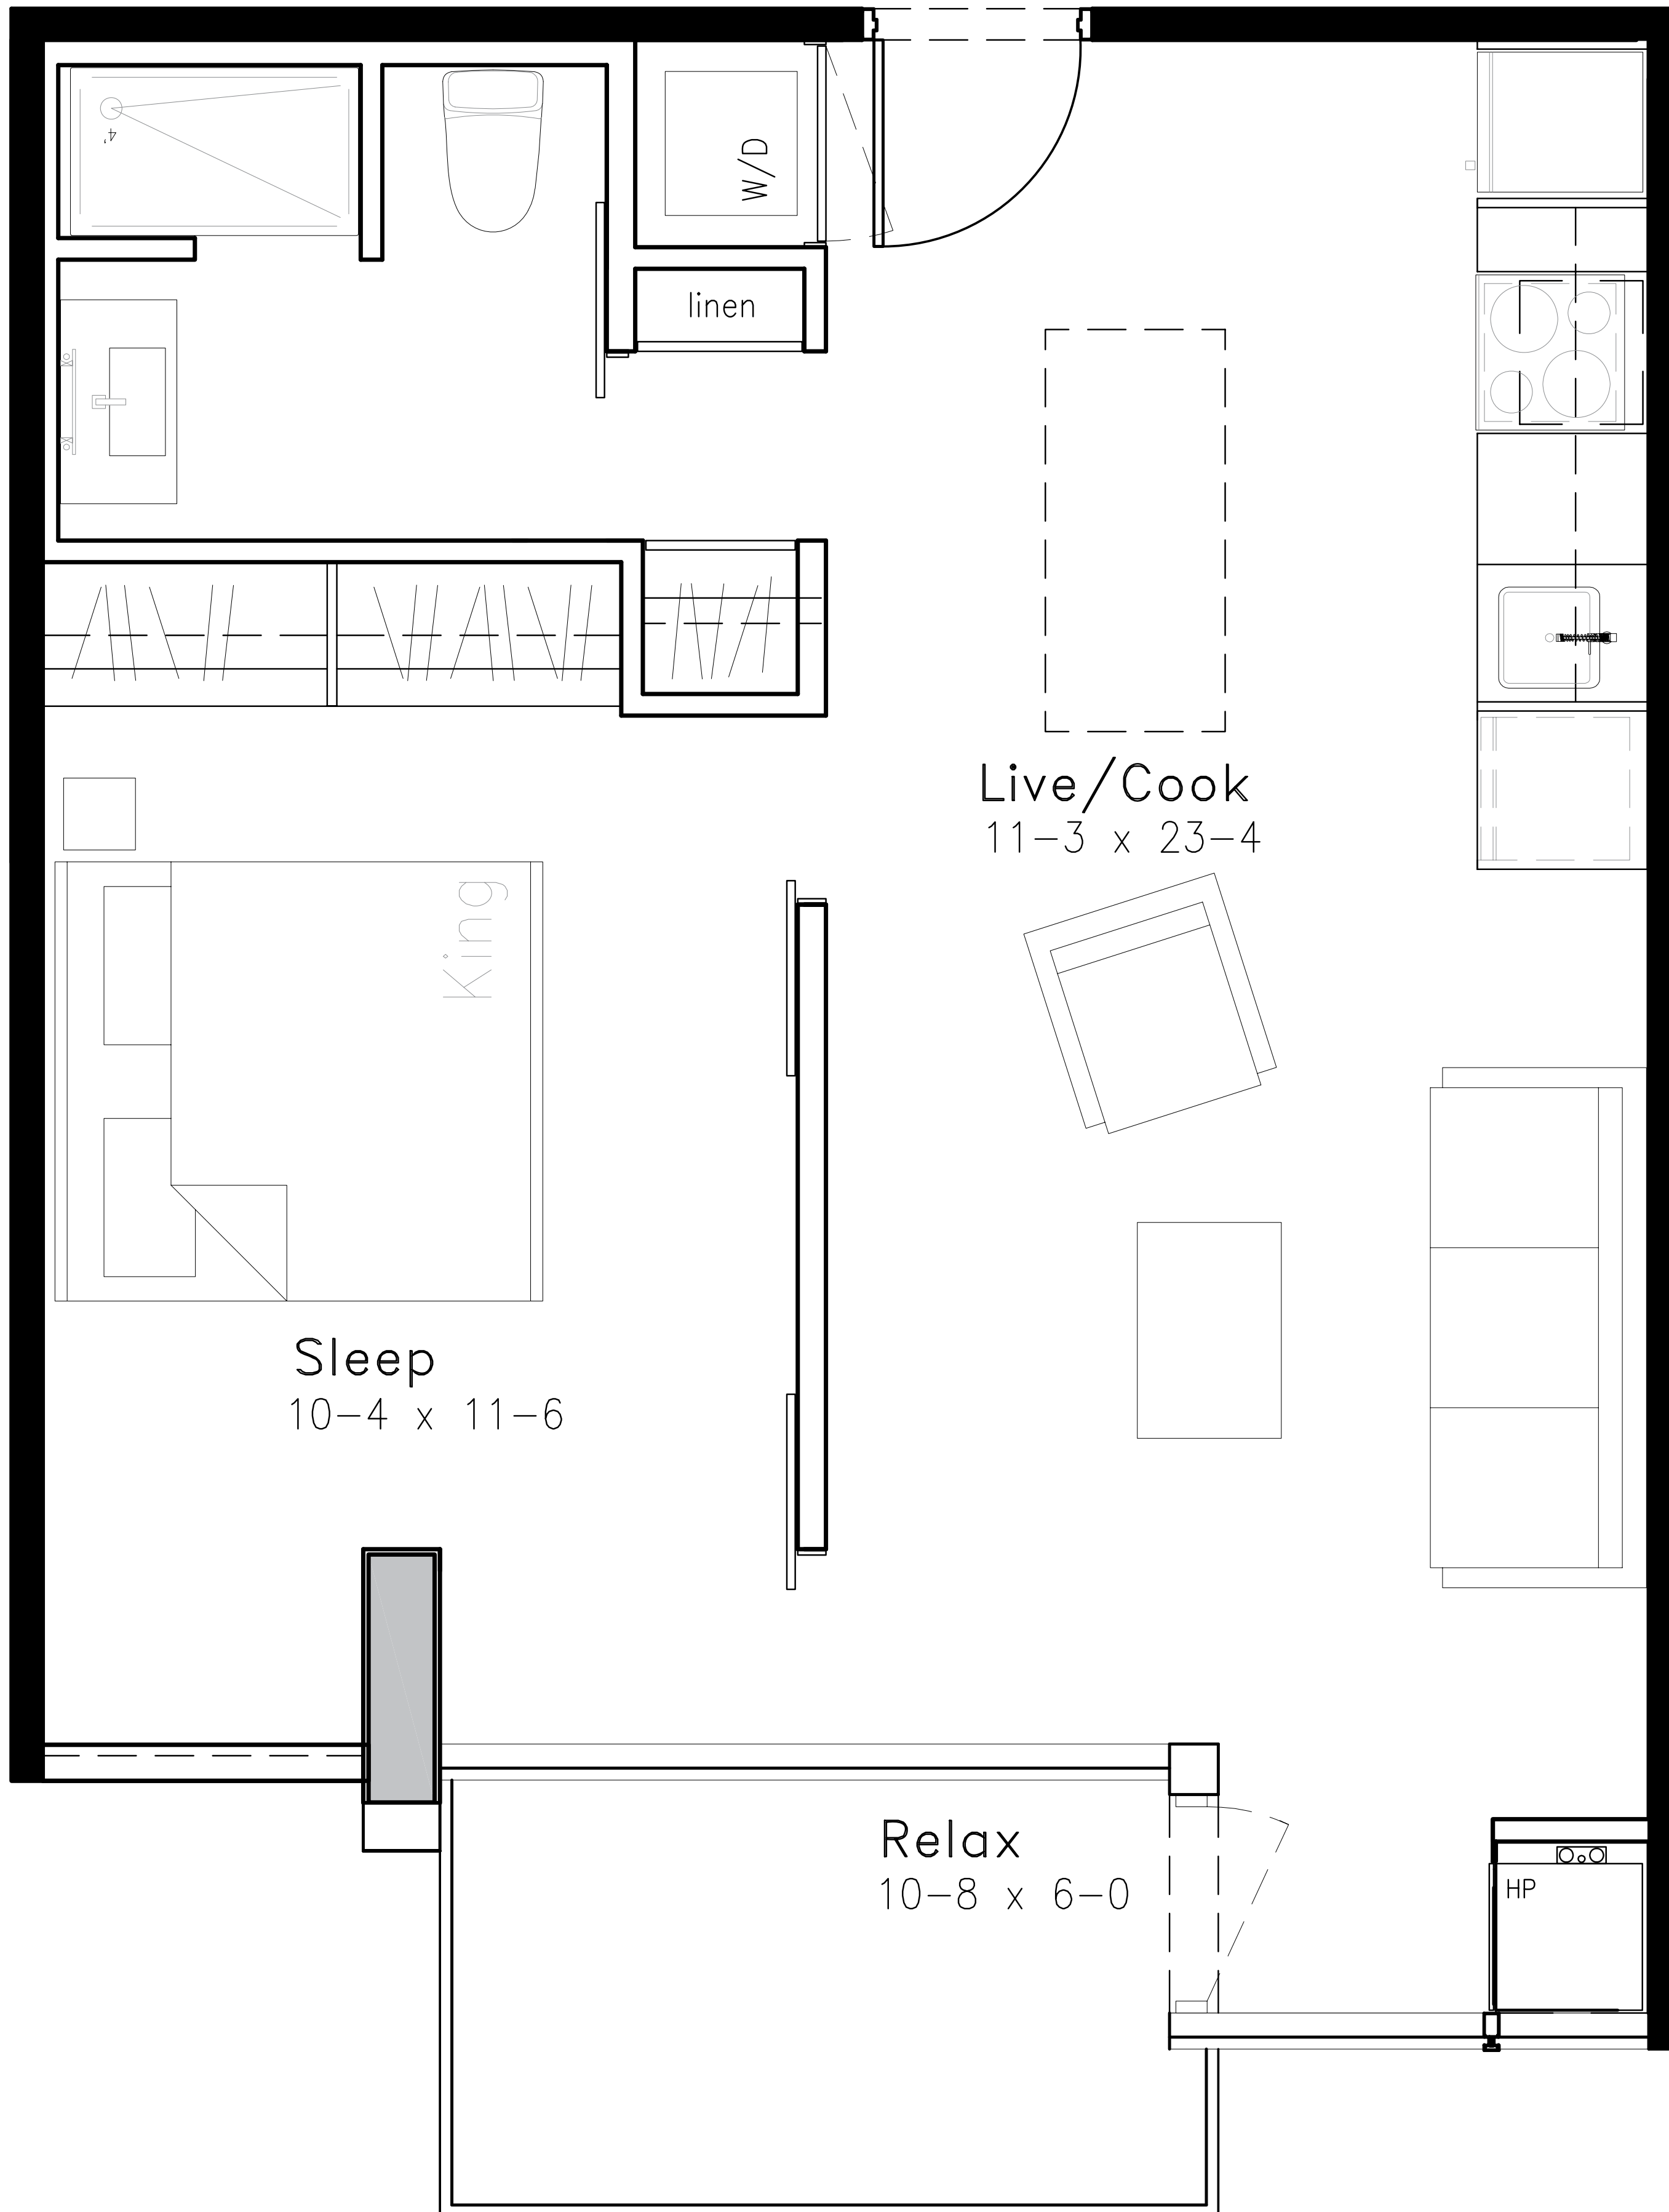 4'
W/D
linen
Live/Cook
11-3 x 23-4
King
Sleep
10-4 x 11-6
Relax
10-8 x 6-0
HP